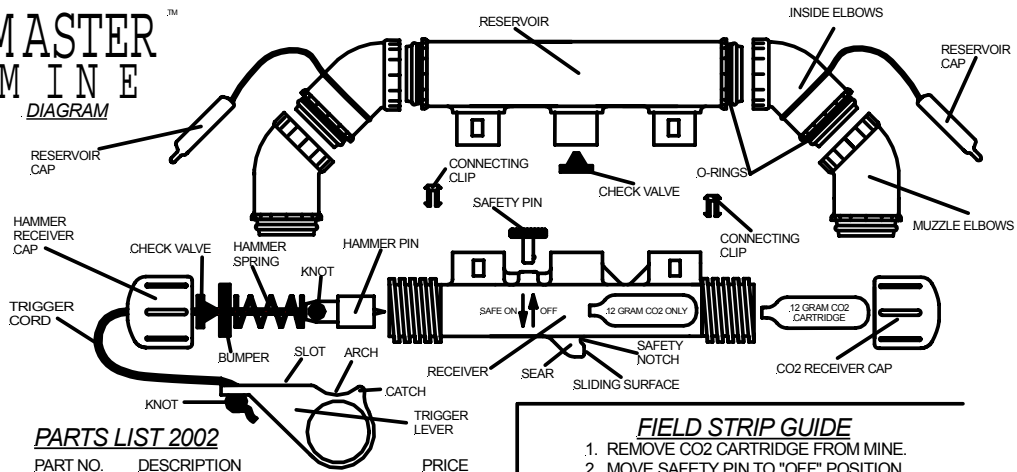 MASTER™
MINE
DIAGRAM
RESERVOIR
INSIDE ELBOWS
RESERVOIR
CAP
RESERVOIR
CAP
CONNECTING
CLIP
CHECK VALVE
O-RINGS
SAFETY PIN
CONNECTING
CLIP
MUZZLE ELBOWS
HAMMER
RECEIVER
CAP
CHECK VALVE
HAMMER
SPRING
KNOT
HAMMER PIN
TRIGGER
CORD
SAFE ON
OFF
12 GRAM CO2 ONLY
12 GRAM CO2
CARTRIDGE
BUMPER
SLOT
ARCH
CATCH
RECEIVER
SEAR
SAFETY
NOTCH
SLIDING SURFACE
CO2 RECEIVER CAP
KNOT
TRIGGER
LEVER
PARTS LIST 2002
PART NO. DESCRIPTION PRICE
FIELD STRIP GUIDE
1. REMOVE CO2 CARTRIDGE FROM MINE.
2. MOVE SAFETY PIN TO "OFF" POSITION